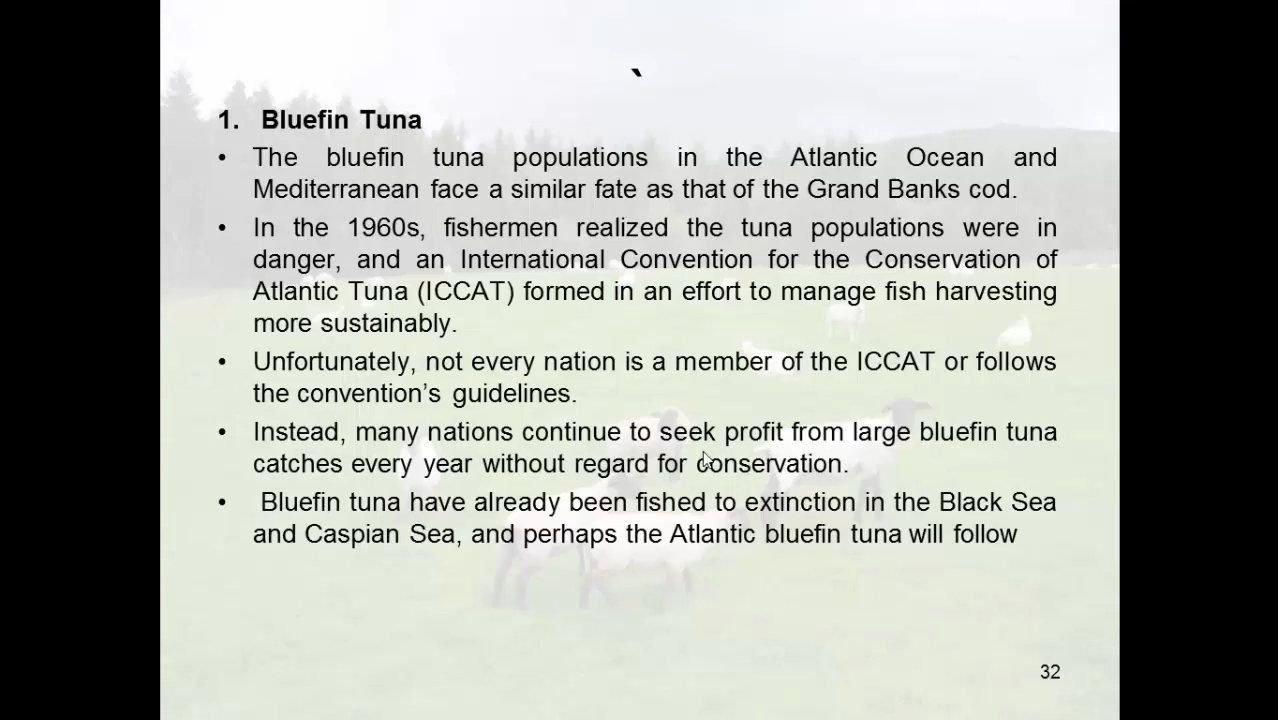 `
1. Bluefin Tuna
• The bluefin tuna populations in the Atlantic Ocean and
Mediterranean face a similar fate as that of the Grand Banks cod.
• In the 1960s, fishermen realized the tuna populations were in
danger, and an International Convention for the Conservation of
Atlantic Tuna (ICCAT) formed in an effort to manage fish harvesting
more sustainably.
• Unfortunately, not every nation is a member of the ICCAT or follows
the convention’s guidelines.
• Instead, many nations continue to seek profit from large bluefin tuna
catches every year without regard for conservation.
• Bluefin tuna have already been fished to extinction in the Black Sea
and Caspian Sea, and perhaps the Atlantic bluefin tuna will follow
32